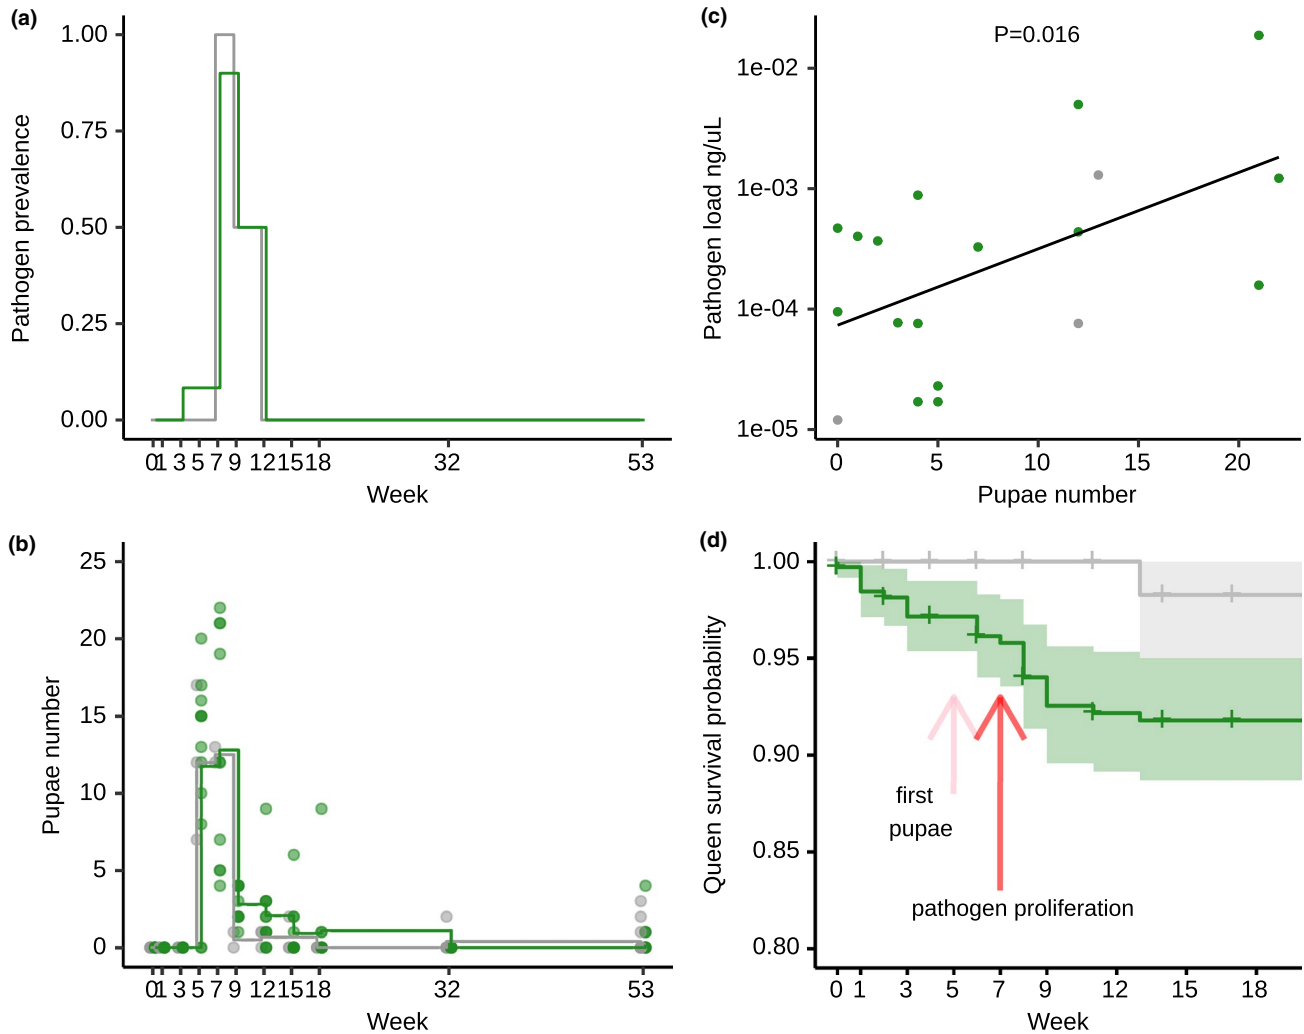 (a)
1.00
0.75
0.50
0.25
0.00
Pathogen prevalence
0 1 3 5 7 9 12 15 18 32 53
Week
(b)
25
20
15
10
5
0
Pupae number
0 1 3 5 7 9 12 15 18 32 53
Week
(c)
P=0.016
1e-02
1e-03
1e-04
1e-05
Pathogen load ng/uL
0 5 10 15 20
Pupae number
(d)
1.00
0.95
0.90
0.85
0.80
Queen survival probability
first
pupae
pathogen proliferation
0 1 3 5 7 9 12 15 18
Week